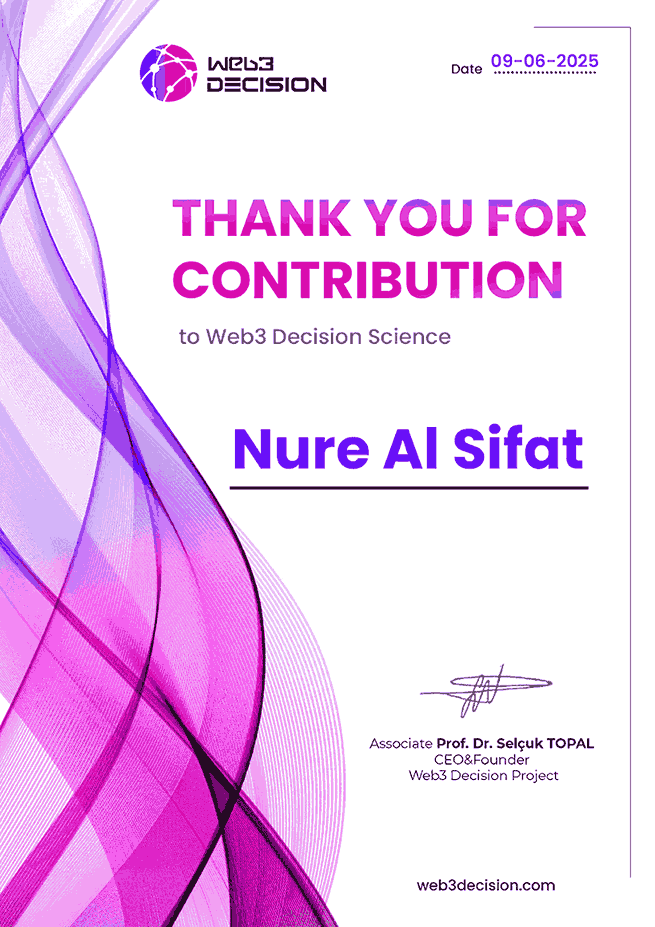 Web3
DECISION
Date 09-06-2025
THANK YOU FOR
CONTRIBUTION
to Web3 Decision Science
Nure Al Sifat
Associate Prof. Dr. Selçuk TOPAL
CEO&Founder
Web3 Decision Project
web3decision.com